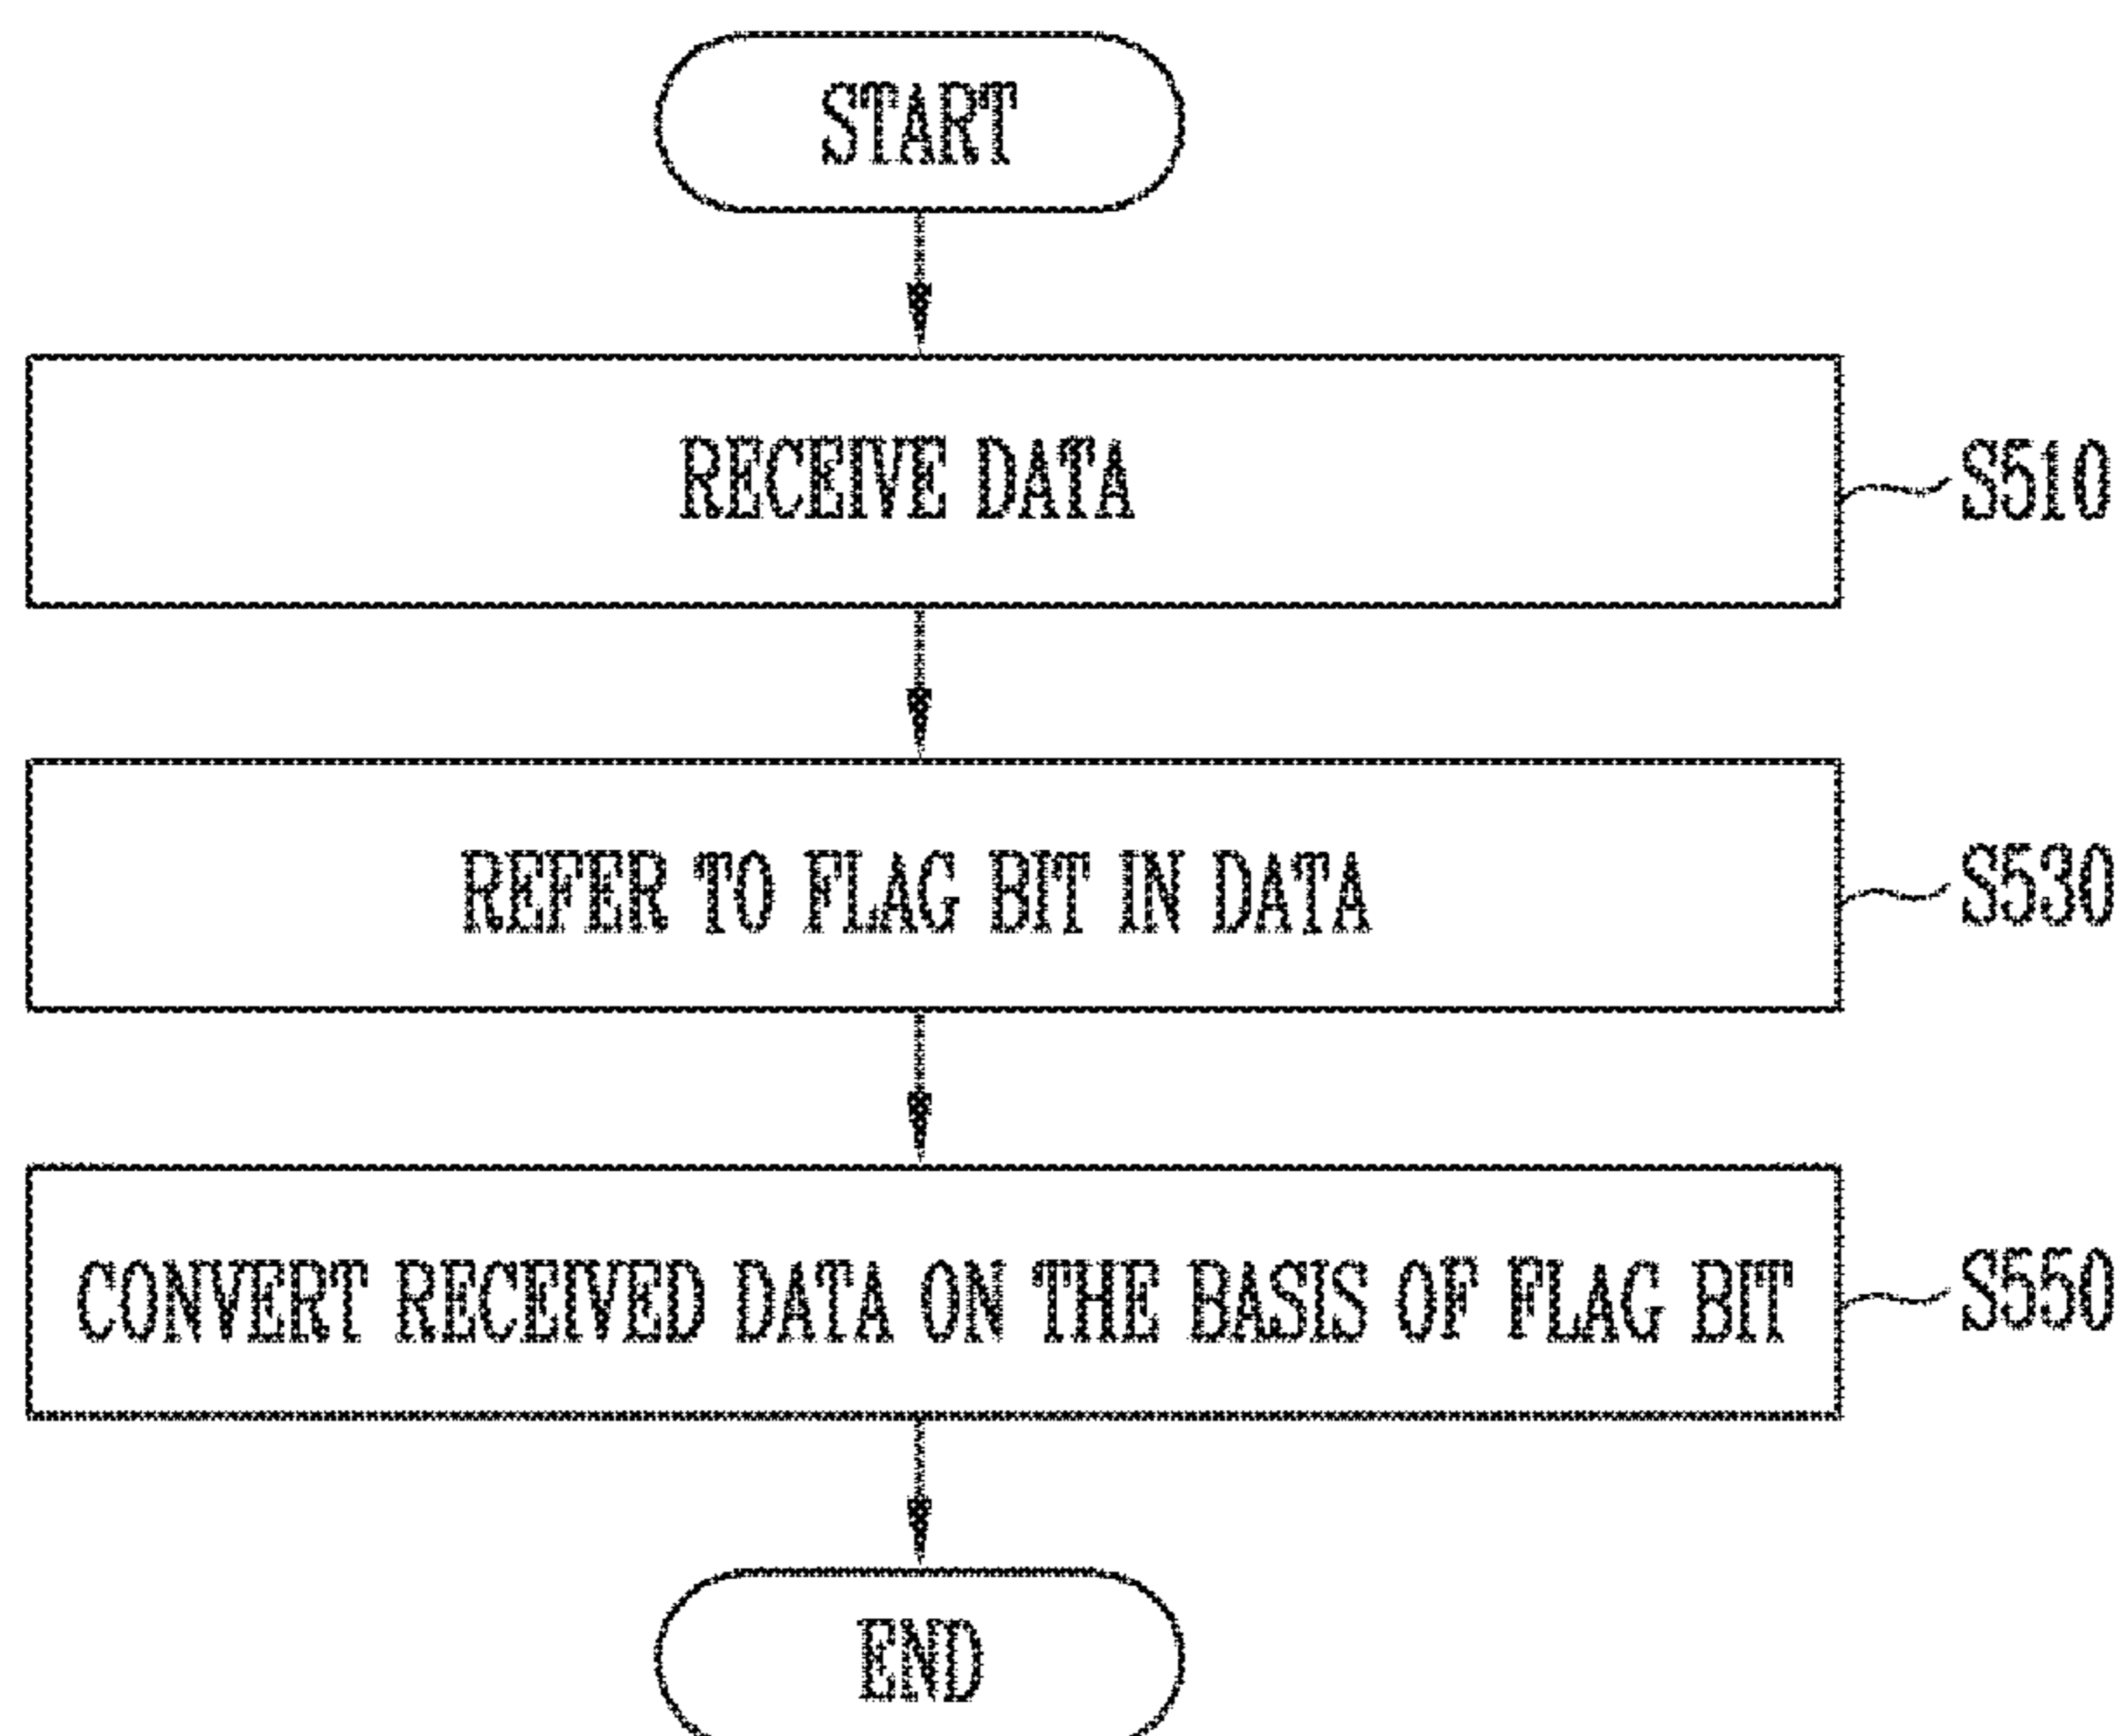 START
RECEIVE DATA
S510
REFER TO FLAG BIT IN DATA
S530
CONVERT RECEIVED DATA ON THE BASIS OF FLAG BIT
S550
END